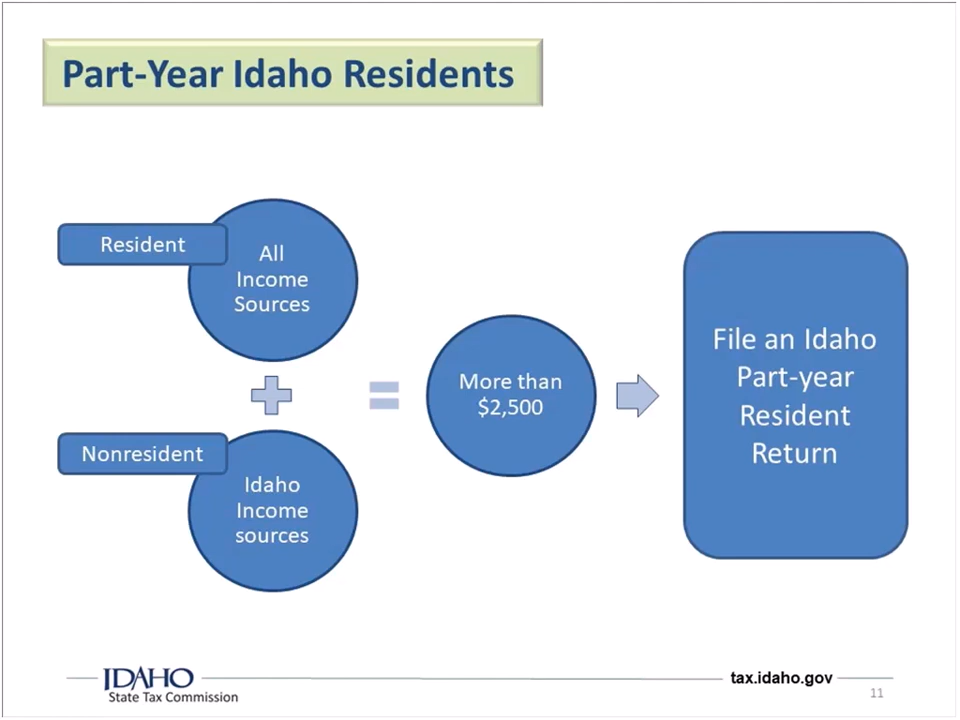 Part-Year Idaho Residents
Resident
All
Income
Sources
Nonresident
Idaho
Income
sources
More than
$2,500
File an Idaho
Part-year
Resident
Return
IDAHO
State Tax Commission
tax.idaho.gov
11